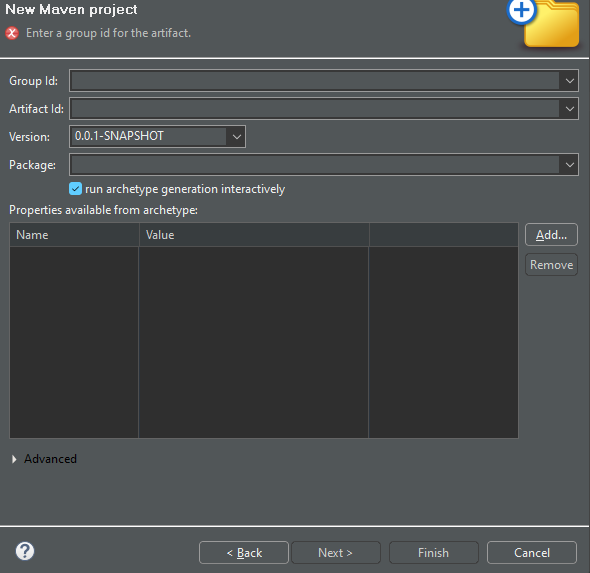 New Maven project
Enter a group id for the artifact.
Group Id:
Artifact Id:
Version: 0.0.1-SNAPSHOT
Package:
run archetype generation interactively
Properties available from archetype:
Name Value Add...
Remove
Advanced
? < Back Next > Finish Cancel